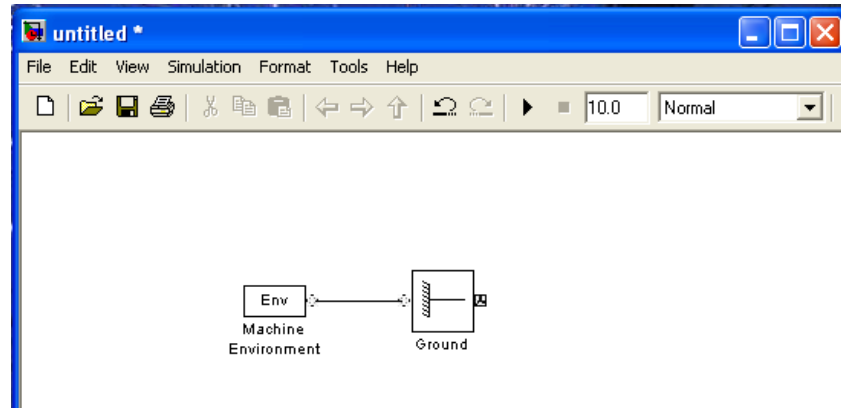 untitled *
File Edit View Simulation Format Tools Help
10.0 Normal
Env
Machine
Environment
Ground